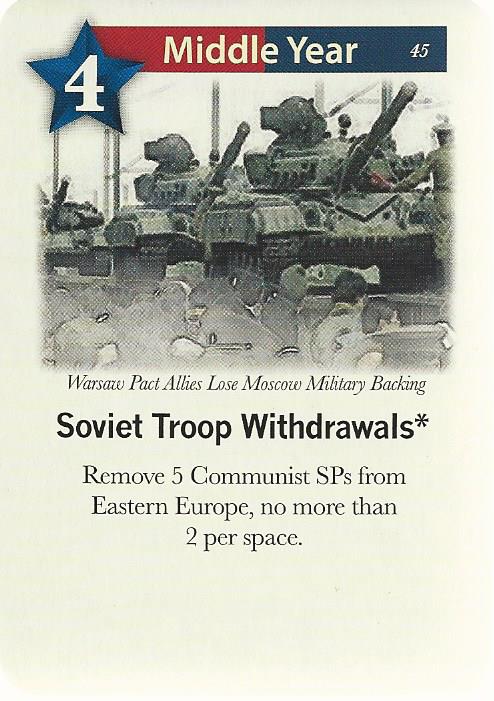 4
Middle Year 45
Warsaw Pact Allies Lose Moscow Military Backing
Soviet Troop Withdrawals*
Remove 5 Communist SPs from
Eastern Europe, no more than
2 per space.